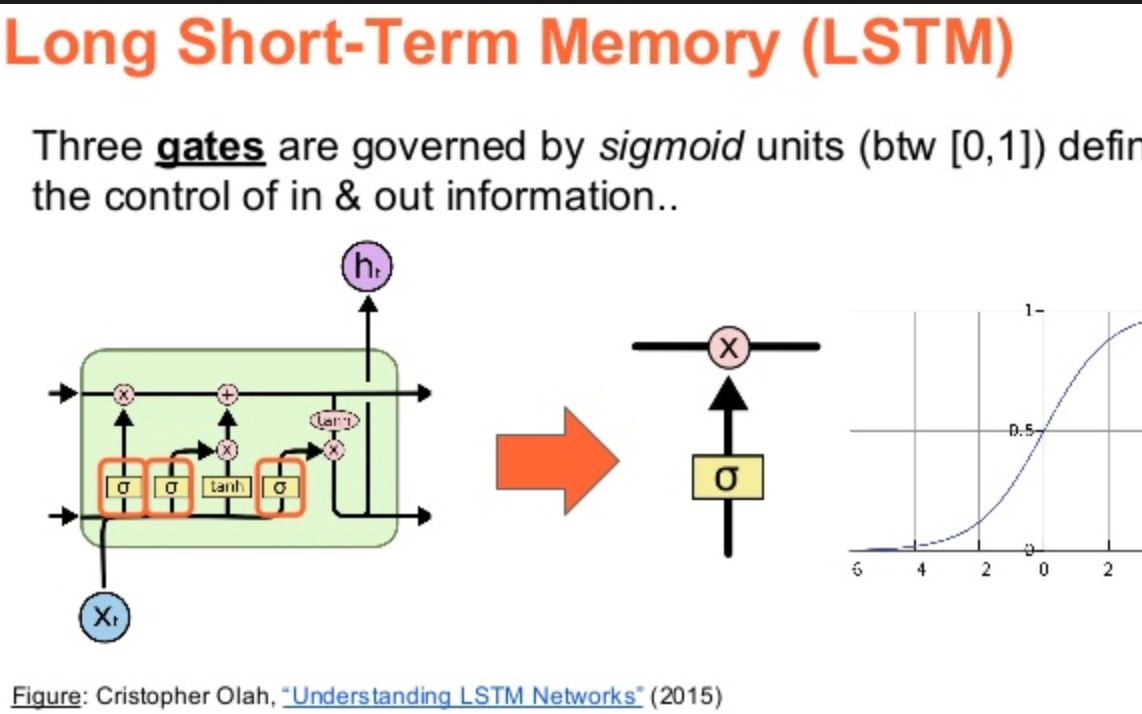 Long Short-Term Memory (LSTM)
Three gates are governed by sigmoid units (btw [0,1]) defin
the control of in & out information..
hₜ
x
+
tanh
x
x
σ
σ
tanh
σ
Xₜ
x
σ
1
0.5
0
6
4
2
0
2
Figure: Cristopher Olah, “Understanding LSTM Networks” (2015)